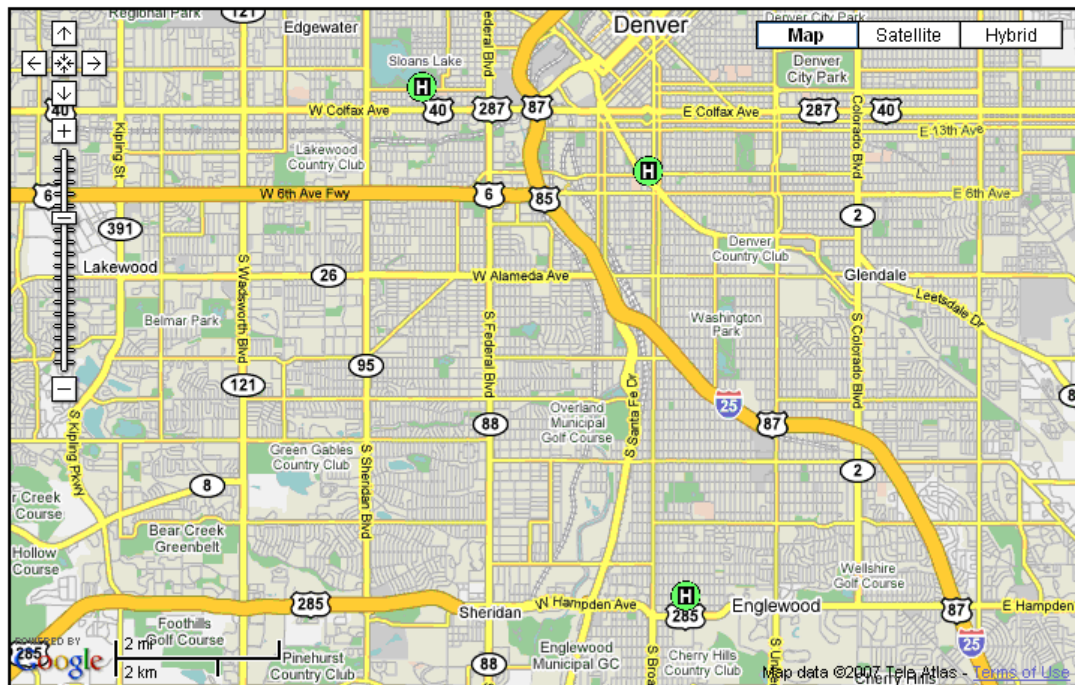 Regional Park
121
Edgewater
Federal Blvd
Denver
Denver City Park
Map
Satellite
Hybrid
Sloans Lake
H
Denver
City Park
40
W Colfax Ave
40
287
87
E Colfax Ave
287
40
Colorado Blvd
E 13th Ave
Kipling St
Lakewood
Country Club
H
6
W 6th Ave Fwy
6
85
E 6th Ave
391
2
Lakewood
S Wadsworth Blvd
26
W Alameda Ave
Denver
Country Club
Glendale
Leetsdale Dr
Belmar Park
S Federal Blvd
Washington
Park
S Colorado Blvd
95
121
S Santa Fe Dr
25
8
S Kipling Pkwy
88
Overland
Municipal
Golf Course
87
Green Gables
Country Club
S Sheridan Blvd
2
8
r Creek
Course
Bear Creek
Greenbelt
Hollow
Course
Wellshire
Golf Course
H
285
Sheridan
W Hampden Ave
285
Englewood
87
E Hampden
Foothills
Golf Course
25
285
POWERED BY
Google
2 mi
2 km
Pinehurst
Country Club
88
Englewood
Municipal GC
S Broa
Cherry Hills
Country Club
S Univ
Map data ©2007 Tele Atlas - Terms of Use
Cherry Hills